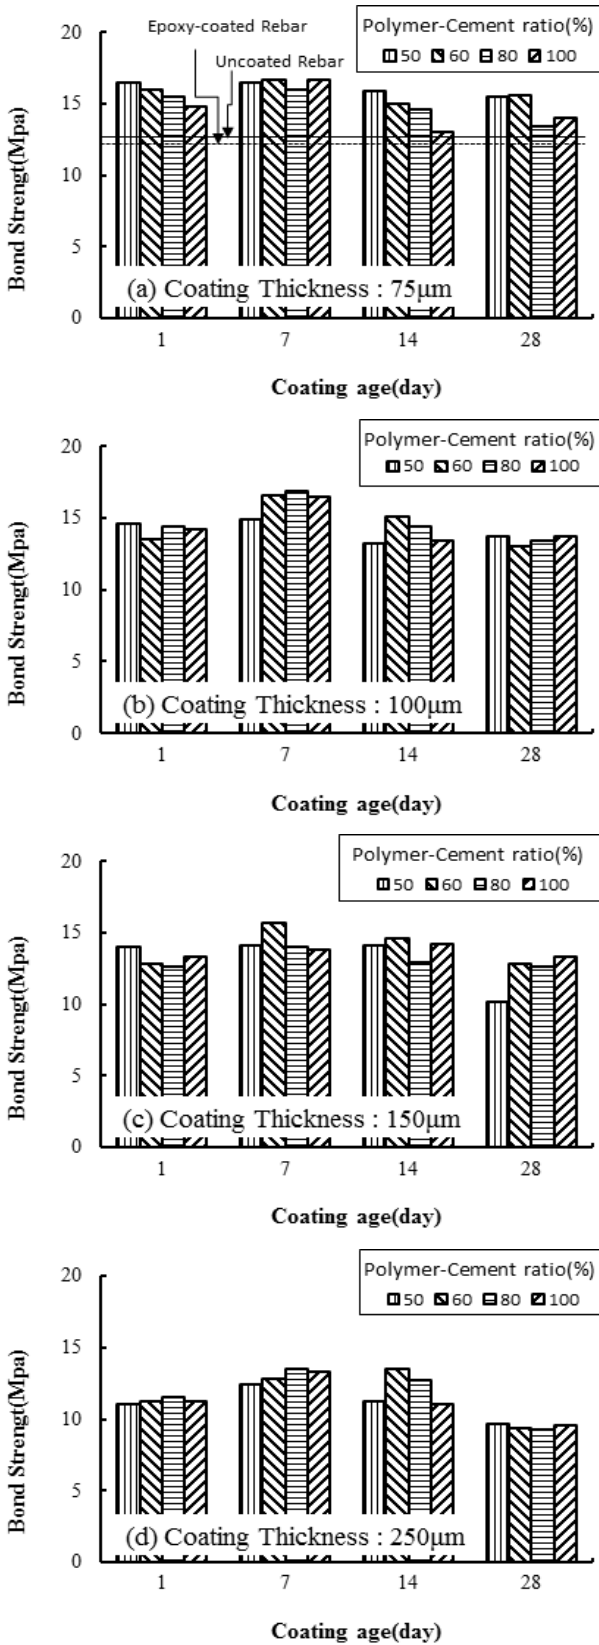 Polymer-Cement ratio(%)
50 60 80 100
Epoxy-coated Rebar
Uncoated Rebar
20
15
10
5
0
Bond Strengt(Mpa)
(a) Coating Thickness : 75μm
1 7 14 28
Coating age(day)
Polymer-Cement ratio(%)
50 60 80 100
20
15
10
5
0
Bond Strengt(Mpa)
(b) Coating Thickness : 100μm
1 7 14 28
Coating age(day)
Polymer-Cement ratio(%)
50 60 80 100
20
15
10
5
0
Bond Strengt(Mpa)
(c) Coating Thickness : 150μm
1 7 14 28
Coating age(day)
Polymer-Cement ratio(%)
50 60 80 100
20
15
10
5
0
Bond Strengt(Mpa)
(d) Coating Thickness : 250μm
1 7 14 28
Coating age(day)